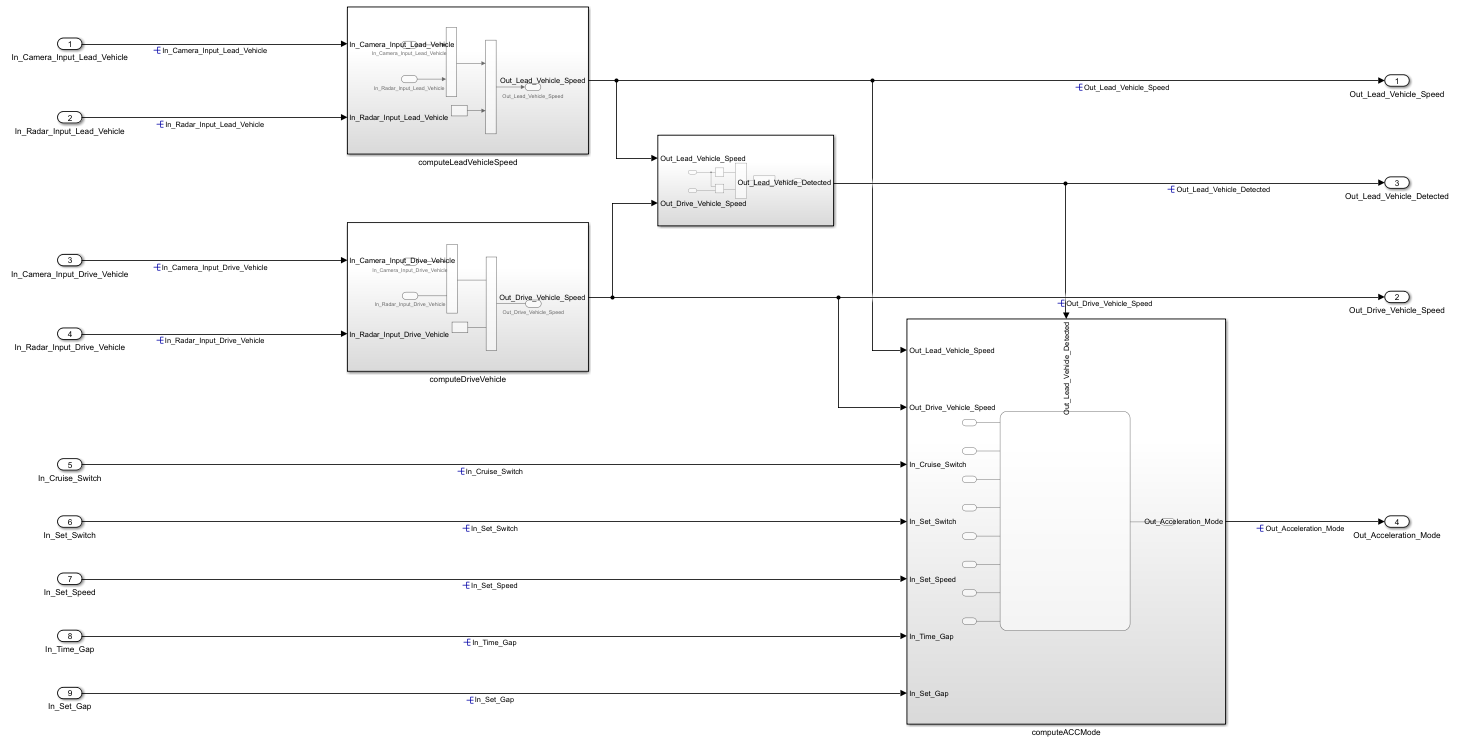 1
In_Camera_Input_Lead_Vehicle
In_Camera_Input_Lead_Vehicle
2
In_Radar_Input_Lead_Vehicle
In_Radar_Input_Lead_Vehicle
In_Camera_Input_Lead_Vehicle
In_Camera_Input_Lead_Vehicle
In_Radar_Input_Lead_Vehicle
In_Radar_Input_Lead_Vehicle
Out_Lead_Vehicle_Speed
Out_Lead_Vehicle_Speed
computeLeadVehicleSpeed
Out_Lead_Vehicle_Speed
1
Out_Lead_Vehicle_Speed
Out_Lead_Vehicle_Speed
Out_Lead_Vehicle_Detected
Out_Drive_Vehicle_Speed
Out_Lead_Vehicle_Detected
3
Out_Lead_Vehicle_Detected
3
In_Camera_Input_Drive_Vehicle
In_Camera_Input_Drive_Vehicle
4
In_Radar_Input_Drive_Vehicle
In_Radar_Input_Drive_Vehicle
In_Camera_Input_Drive_Vehicle
In_Camera_Input_Drive_Vehicle
In_Radar_Input_Drive_Vehicle
In_Radar_Input_Drive_Vehicle
Out_Drive_Vehicle_Speed
Out_Drive_Vehicle_Speed
computeDriveVehicle
Out_Drive_Vehicle_Speed
2
Out_Drive_Vehicle_Speed
Out_Lead_Vehicle_Detected
Out_Lead_Vehicle_Speed
Out_Drive_Vehicle_Speed
5
In_Cruise_Switch
In_Cruise_Switch
In_Cruise_Switch
6
In_Set_Switch
In_Set_Switch
In_Set_Switch
Out_Acceleration_Mode
Out_Acceleration_Mode
4
Out_Acceleration_Mode
7
In_Set_Speed
In_Set_Speed
In_Set_Speed
8
In_Time_Gap
In_Time_Gap
In_Time_Gap
9
In_Set_Gap
In_Set_Gap
In_Set_Gap
computeACCMode